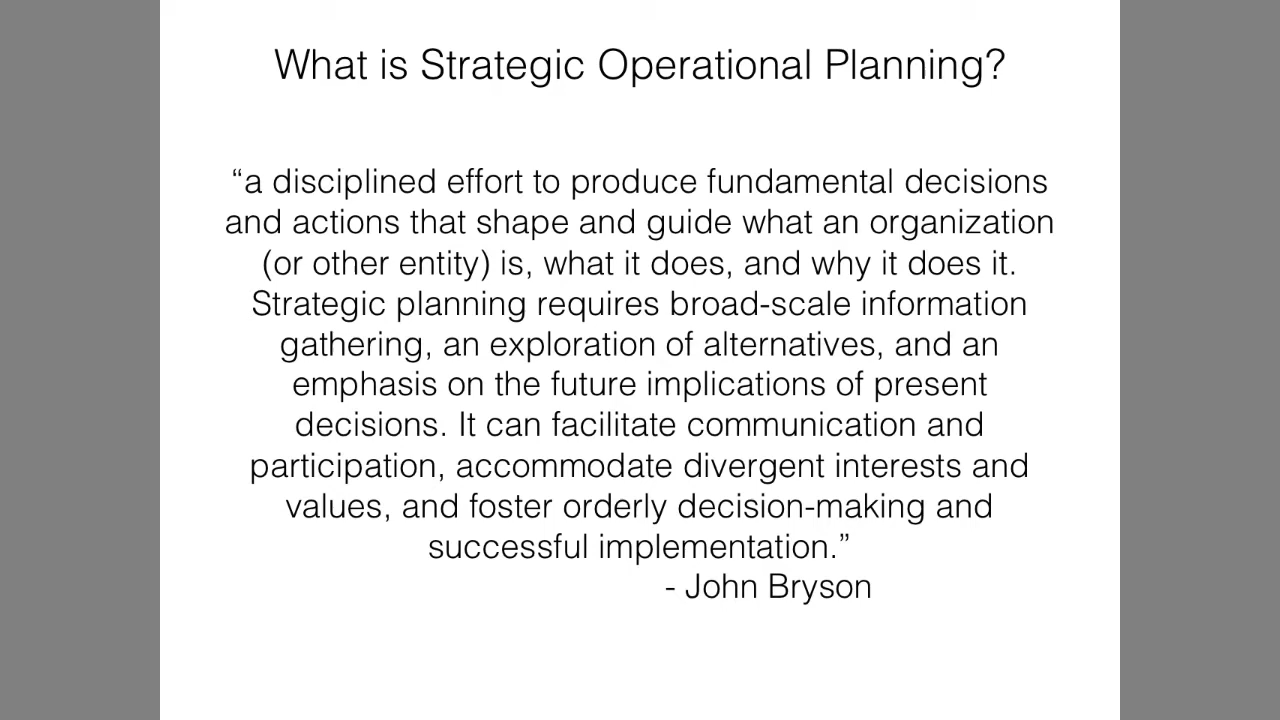 What is Strategic Operational Planning?
“a disciplined effort to produce fundamental decisions
and actions that shape and guide what an organization
(or other entity) is, what it does, and why it does it.
Strategic planning requires broad-scale information
gathering, an exploration of alternatives, and an
emphasis on the future implications of present
decisions. It can facilitate communication and
participation, accommodate divergent interests and
values, and foster orderly decision-making and
successful implementation.”
- John Bryson